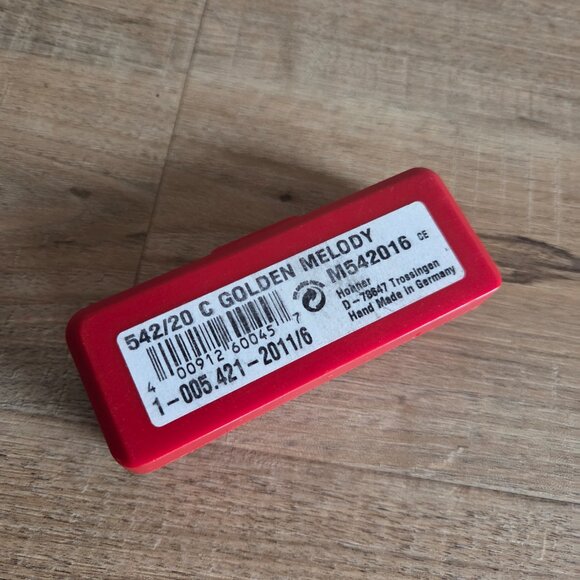 542/20 C GOLDEN MELODY
M542016 CE
Hohner
D-78647 Trossingen
Hand Made in Germany
4 00912 60045 7
1-005.421-2011/6